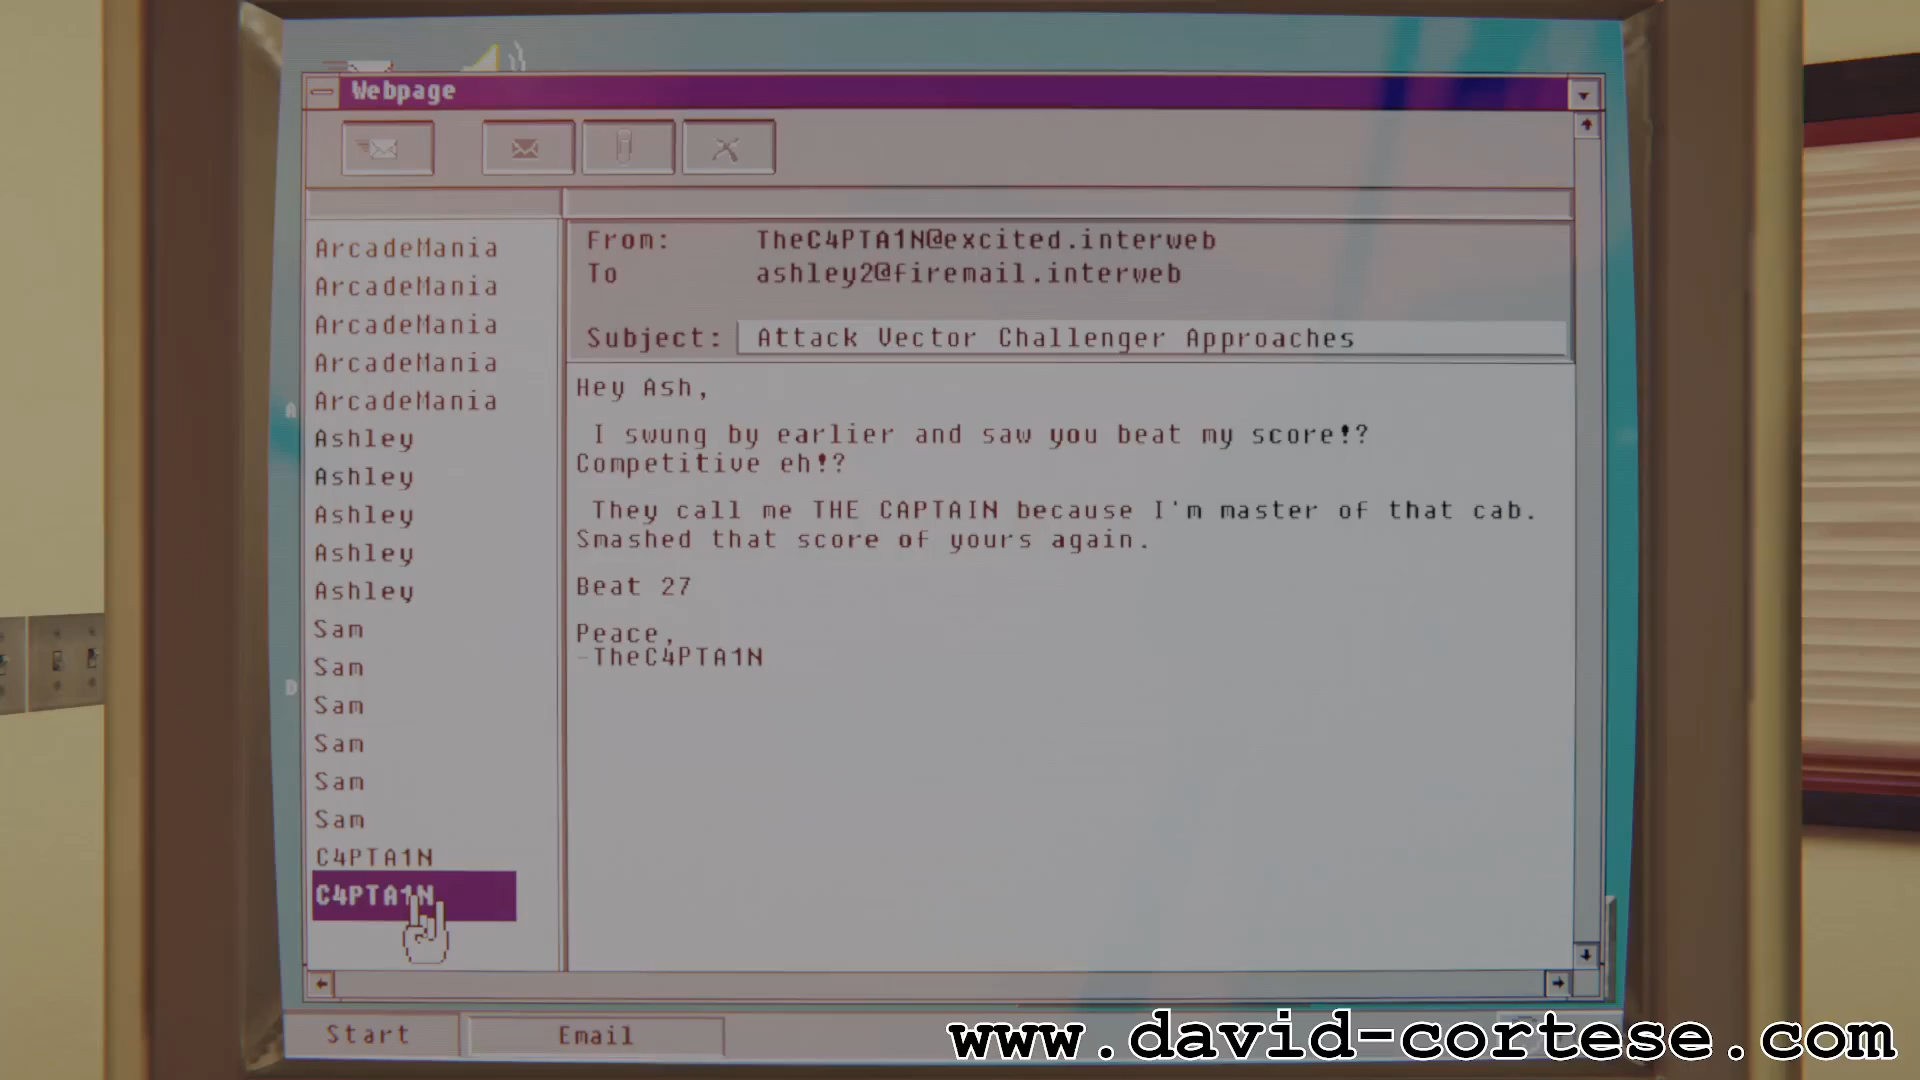 Webpage
ArcadeMania
ArcadeMania
ArcadeMania
ArcadeMania
ArcadeMania
Ashley
Ashley
Ashley
Ashley
Ashley
Sam
Sam
Sam
Sam
Sam
Sam
C4PTA1N
C4PTA1N
From: TheC4PTA1N@excited.interweb
To ashley2@firemail.interweb
Subject: Attack Vector Challenger Approaches
Hey Ash,
I swung by earlier and saw you beat my score!?
Competitive eh!?
They call me THE CAPTAIN because I'm master of that cab.
Smashed that score of yours again.
Beat 27
Peace,
-TheC4PTA1N
A
D
Start
Email
www.david-cortese.com